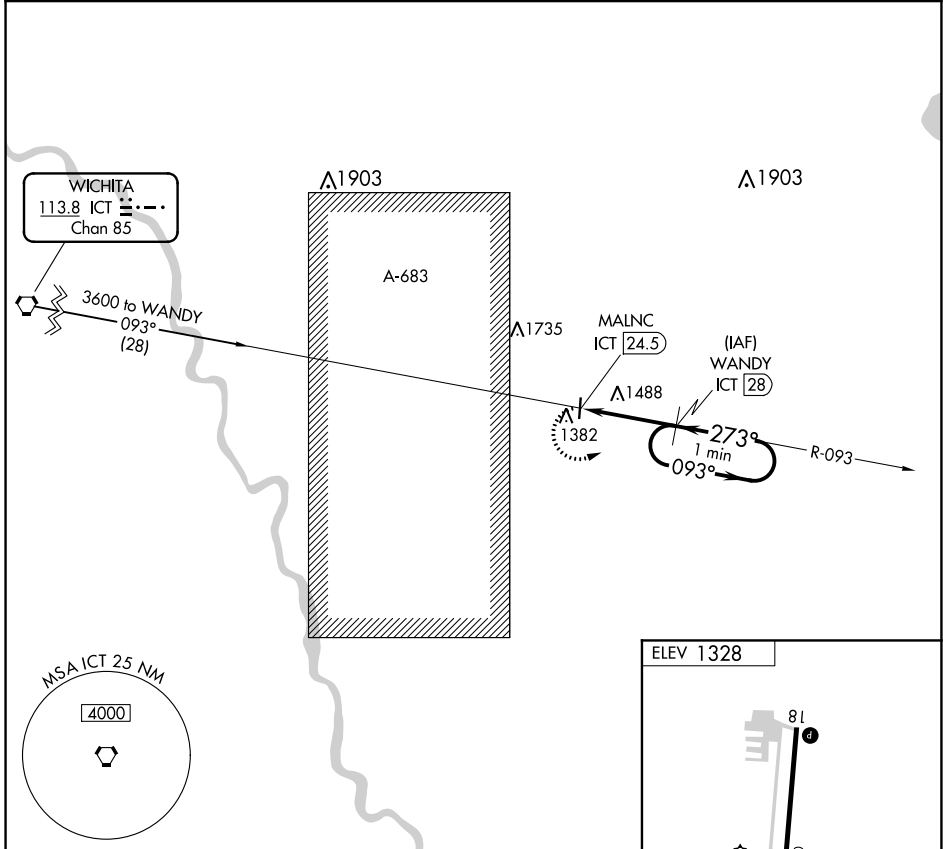 1903
1903
WICHITA
113.8 ICT
Chan 85
A-683
3600 to WANDY
093°
(28)
1735
MALNC
ICT 24.5
(IAF)
WANDY
ICT 28
1488
1382
273°
1 min
093°
R-093
MSA ICT 25 NM
4000
ELEV 1328
18
P